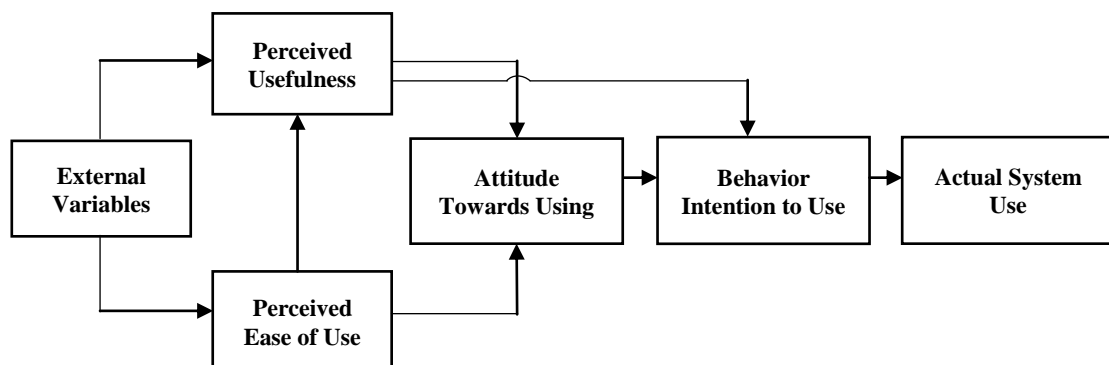 Perceived
Usefulness
External
Variables
Attitude
Towards Using
Behavior
Intention to Use
Actual System
Use
Perceived
Ease of Use